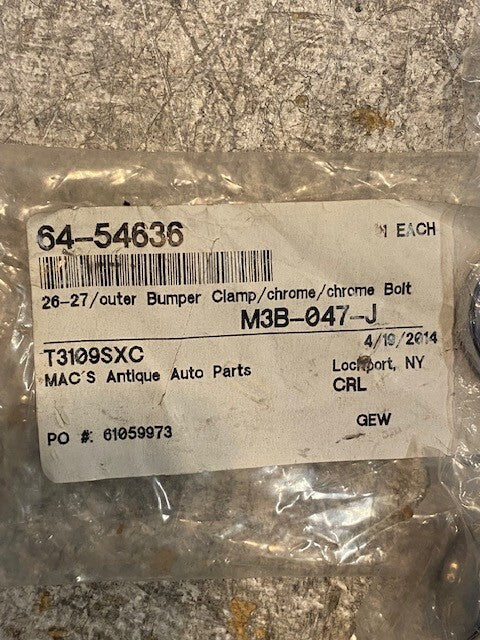 64-54636
1 EACH
26-27/outer Bumper Clamp/chrome/chrome Bolt
M3B-047-J
T3109SXC
4/19/2014
MAC'S Antique Auto Parts
Lockport, NY
CRL
PO #: 61059973
GEW